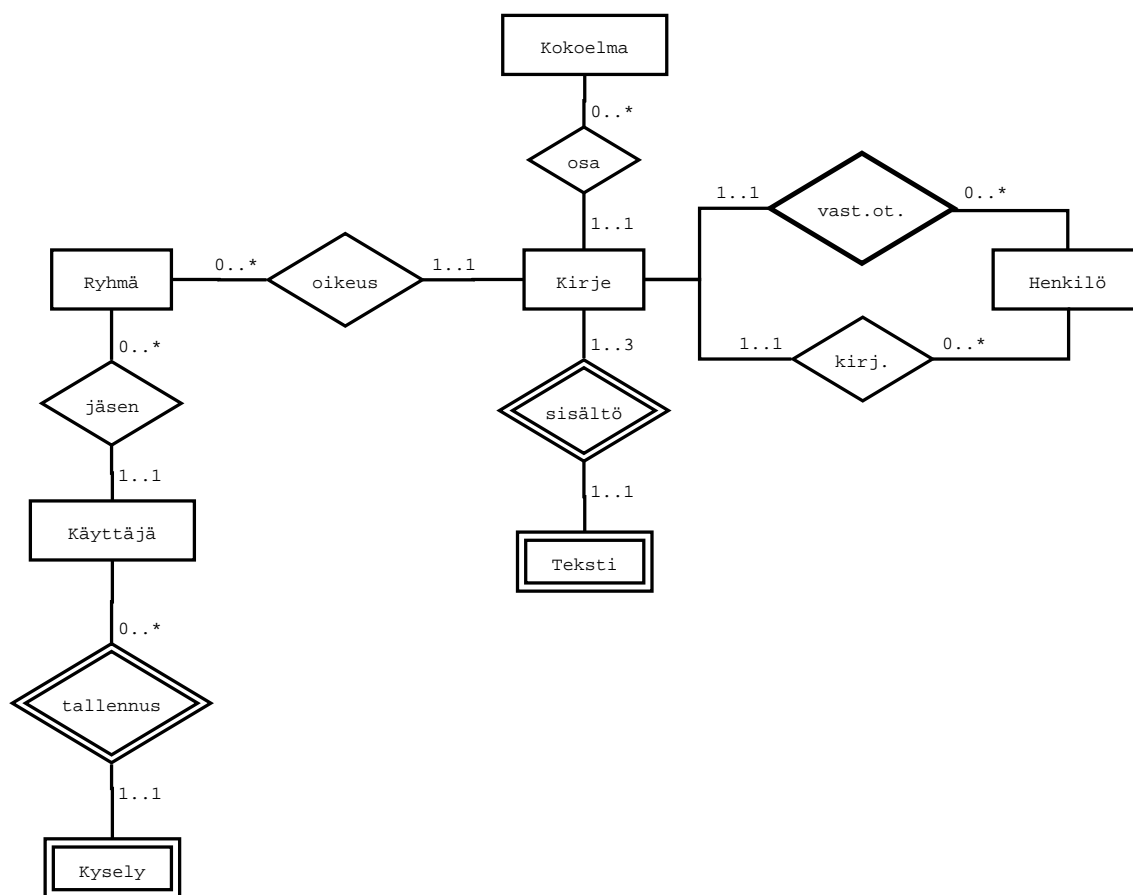 Kokoelma
0..*
osa
1..1
1..1
vast.ot.
0..*
Ryhmä
0..*
oikeus
1..1
Kirje
Henkilö
0..*
1..3
1..1
kirj.
0..*
jäsen
sisältö
1..1
1..1
Käyttäjä
Teksti
0..*
tallennus
1..1
Kysely